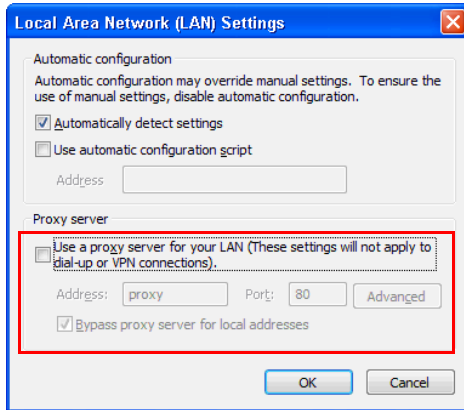 Local Area Network (LAN) Settings
Automatic configuration
Automatic configuration may override manual settings. To ensure the
use of manual settings, disable automatic configuration.
Automatically detect settings
Use automatic configuration script
Address
Proxy server
Use a proxy server for your LAN (These settings will not apply to
dial-up or VPN connections).
Address: proxy Port: 80 Advanced
Bypass proxy server for local addresses
OK Cancel